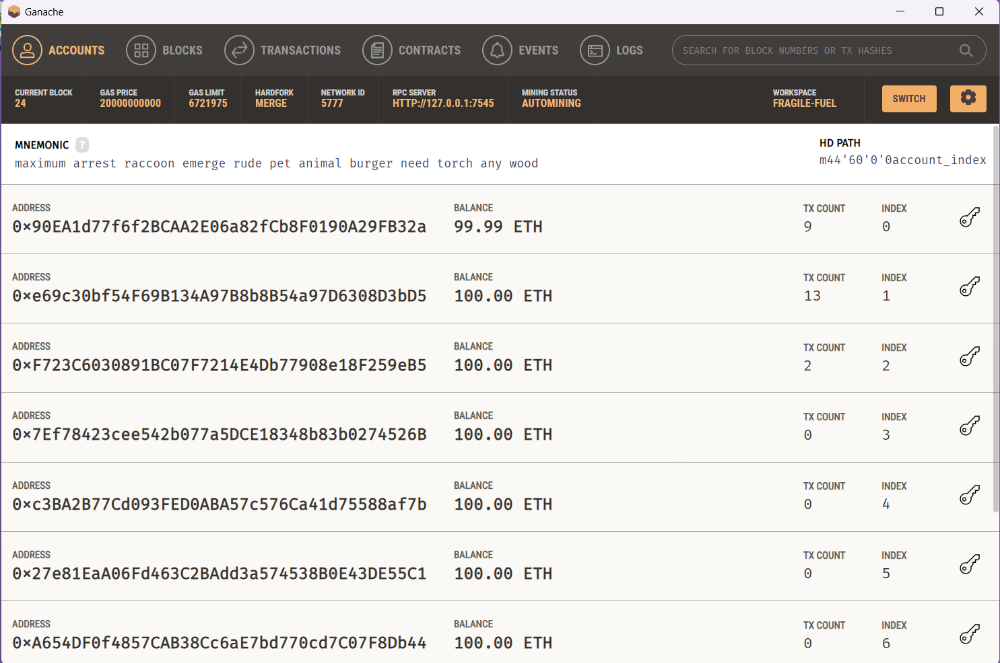 Ganache
ACCOUNTS BLOCKS TRANSACTIONS CONTRACTS EVENTS LOGS SEARCH FOR BLOCK NUMBERS OR TX HASHES
CURRENT BLOCK GAS PRICE GAS LIMIT HARDFORK NETWORK ID RPC SERVER MINING STATUS WORKSPACE
24 20000000000 6721975 MERGE 5777 HTTP://127.0.0.1:7545 AUTOMINING FRAGILE-FUEL SWITCH
MNEMONIC ? HD PATH
maximum arrest raccoon emerge rude pet animal burger need torch any wood m44'60'0'0account_index
ADDRESS BALANCE TX COUNT INDEX
0×90EA1d77f6f2BCAA2E06a82fCb8F0190A29FB32a 99.99 ETH 9 0
ADDRESS BALANCE TX COUNT INDEX
0×e69c30bf54F69B134A97B8b8B54a97D6308D3bD5 100.00 ETH 13 1
ADDRESS BALANCE TX COUNT INDEX
0×F723C6030891BC07F7214E4Db77908e18F259eB5 100.00 ETH 2 2
ADDRESS BALANCE TX COUNT INDEX
0×7Ef78423cee542b077a5DCE18348b83b0274526B 100.00 ETH 0 3
ADDRESS BALANCE TX COUNT INDEX
0×c3BA2B77Cd093FED0ABA57c576Ca41d75588af7b 100.00 ETH 0 4
ADDRESS BALANCE TX COUNT INDEX
0×27e81EaA06Fd463C2BAdd3a574538B0E43DE55C1 100.00 ETH 0 5
ADDRESS BALANCE TX COUNT INDEX
0×A654DF0f4857CAB38Cc6aE7bd770cd7C07F8Db44 100.00 ETH 0 6